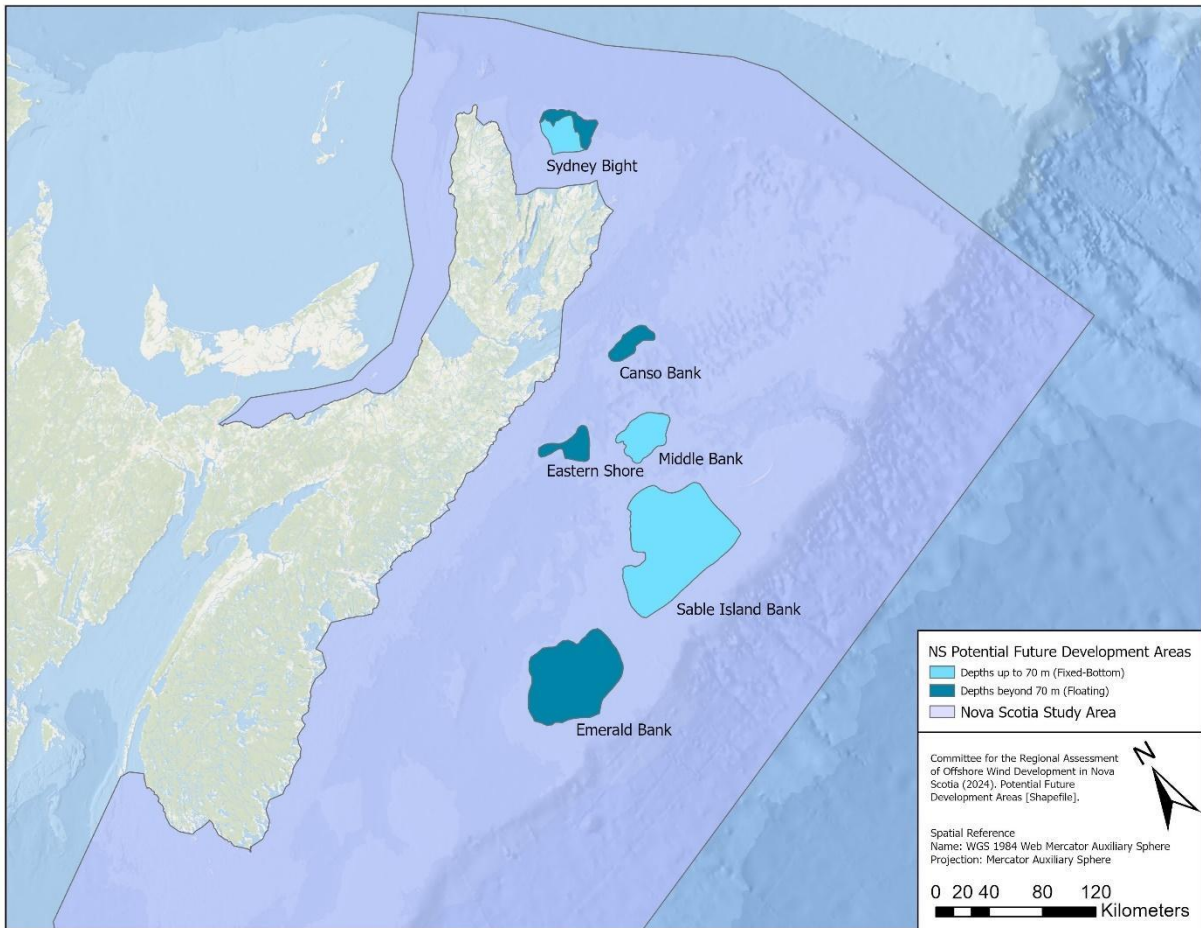 Sydney Bight
Canso Bank
Middle Bank
Eastern Shore
Sable Island Bank
Emerald Bank
NS Potential Future Development Areas
Depths up to 70 m (Fixed-Bottom)
Depths beyond 70 m (Floating)
Nova Scotia Study Area
Committee for the Regional Assessment
of Offshore Wind Development in Nova
Scotia (2024). Potential Future
Development Areas [Shapefile].
N
Spatial Reference
Name: WGS 1984 Web Mercator Auxiliary Sphere
Projection: Mercator Auxiliary Sphere
0 20 40 80 120
Kilometers